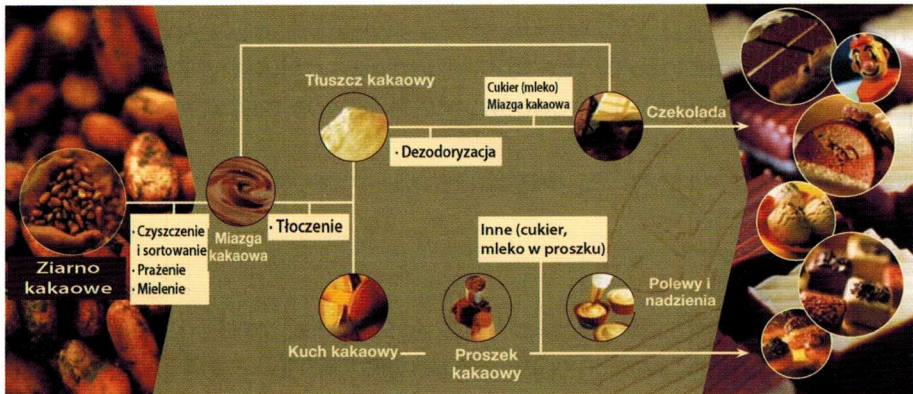 Tłuszcz kakaowy
Cukier (mleko)
Miazga kakaowa
Czekolada
· Dezodoryzacja
· Czyszczenie
i sortowanie
· Prażenie
· Mielenie
Miazga
kakaowa
· Tłoczenie
Ziarno
kakaowe
Inne (cukier,
mleko w proszku)
Polewy i
nadzienia
Kuch kakaowy
Proszek
kakaowy